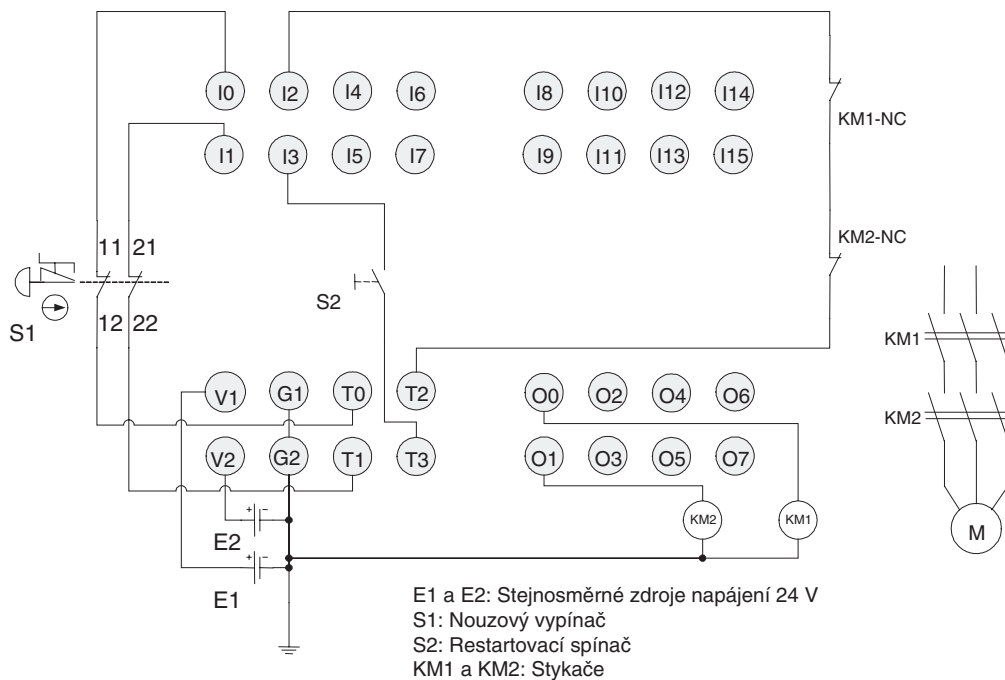 I0 I2 I4 I6 I8 I10 I12 I14
KM1-NC
I1 I3 I5 I7 I9 I11 I13 I15
KM2-NC
11 21
S1
12 22
S2
KM1
V1 G1 T0 T2 O0 O2 O4 O6
KM2
V2 G2 T1 T3 O1 O3 O5 O7
+ −
E2
KM2 KM1
M
+ −
E1
E1 a E2: Stejnosměrné zdroje napájení 24 V
S1: Nouzový vypínač
S2: Restartovací spínač
KM1 a KM2: Stykače